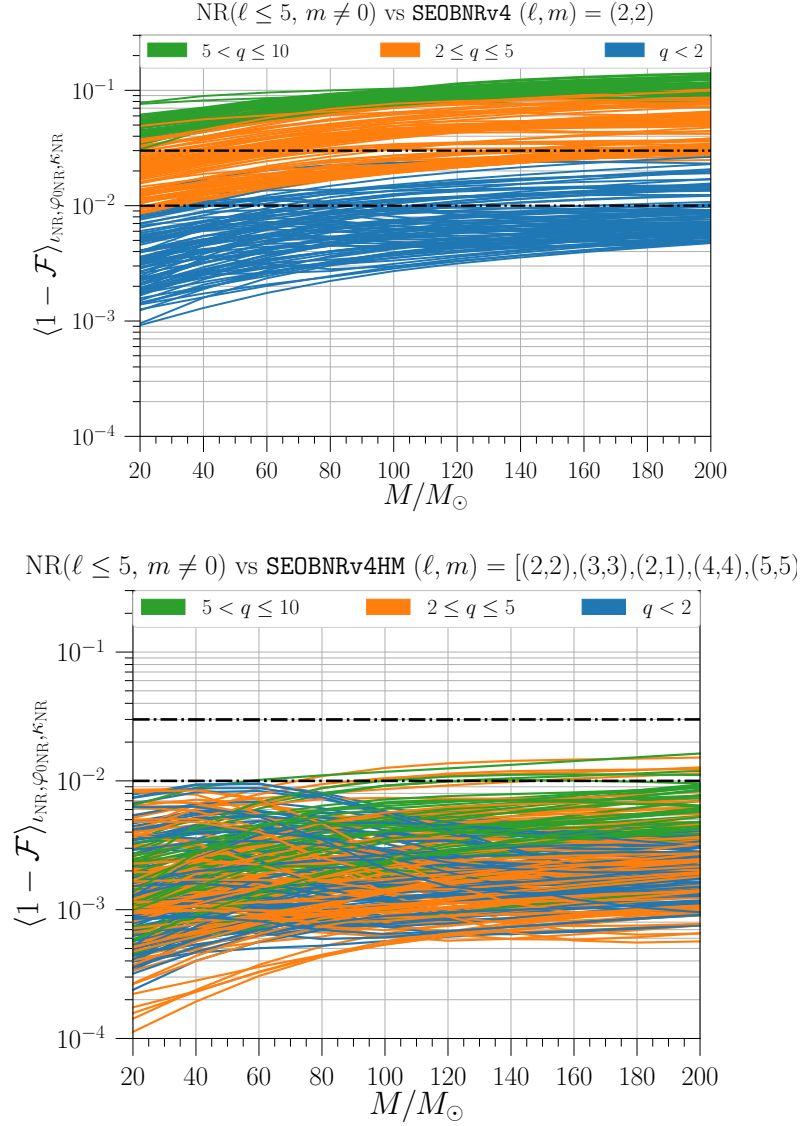 NR(ℓ ≤ 5, m ≠ 0) vs SEOBNRv4 (ℓ, m) = (2,2)
5 < q ≤ 10 2 ≤ q ≤ 5 q < 2
10⁻¹
10⁻²
10⁻³
10⁻⁴
⟨1 − 𝓕⟩_{ι_NR, φ_{0NR}, κ_NR}
20 40 60 80 100 120 140 160 180 200
M/M_⊙
NR(ℓ ≤ 5, m ≠ 0) vs SEOBNRv4HM (ℓ, m) = [(2,2),(3,3),(2,1),(4,4),(5,5)
5 < q ≤ 10 2 ≤ q ≤ 5 q < 2
10⁻¹
10⁻²
10⁻³
10⁻⁴
⟨1 − 𝓕⟩_{ι_NR, φ_{0NR}, κ_NR}
20 40 60 80 100 120 140 160 180 200
M/M_⊙